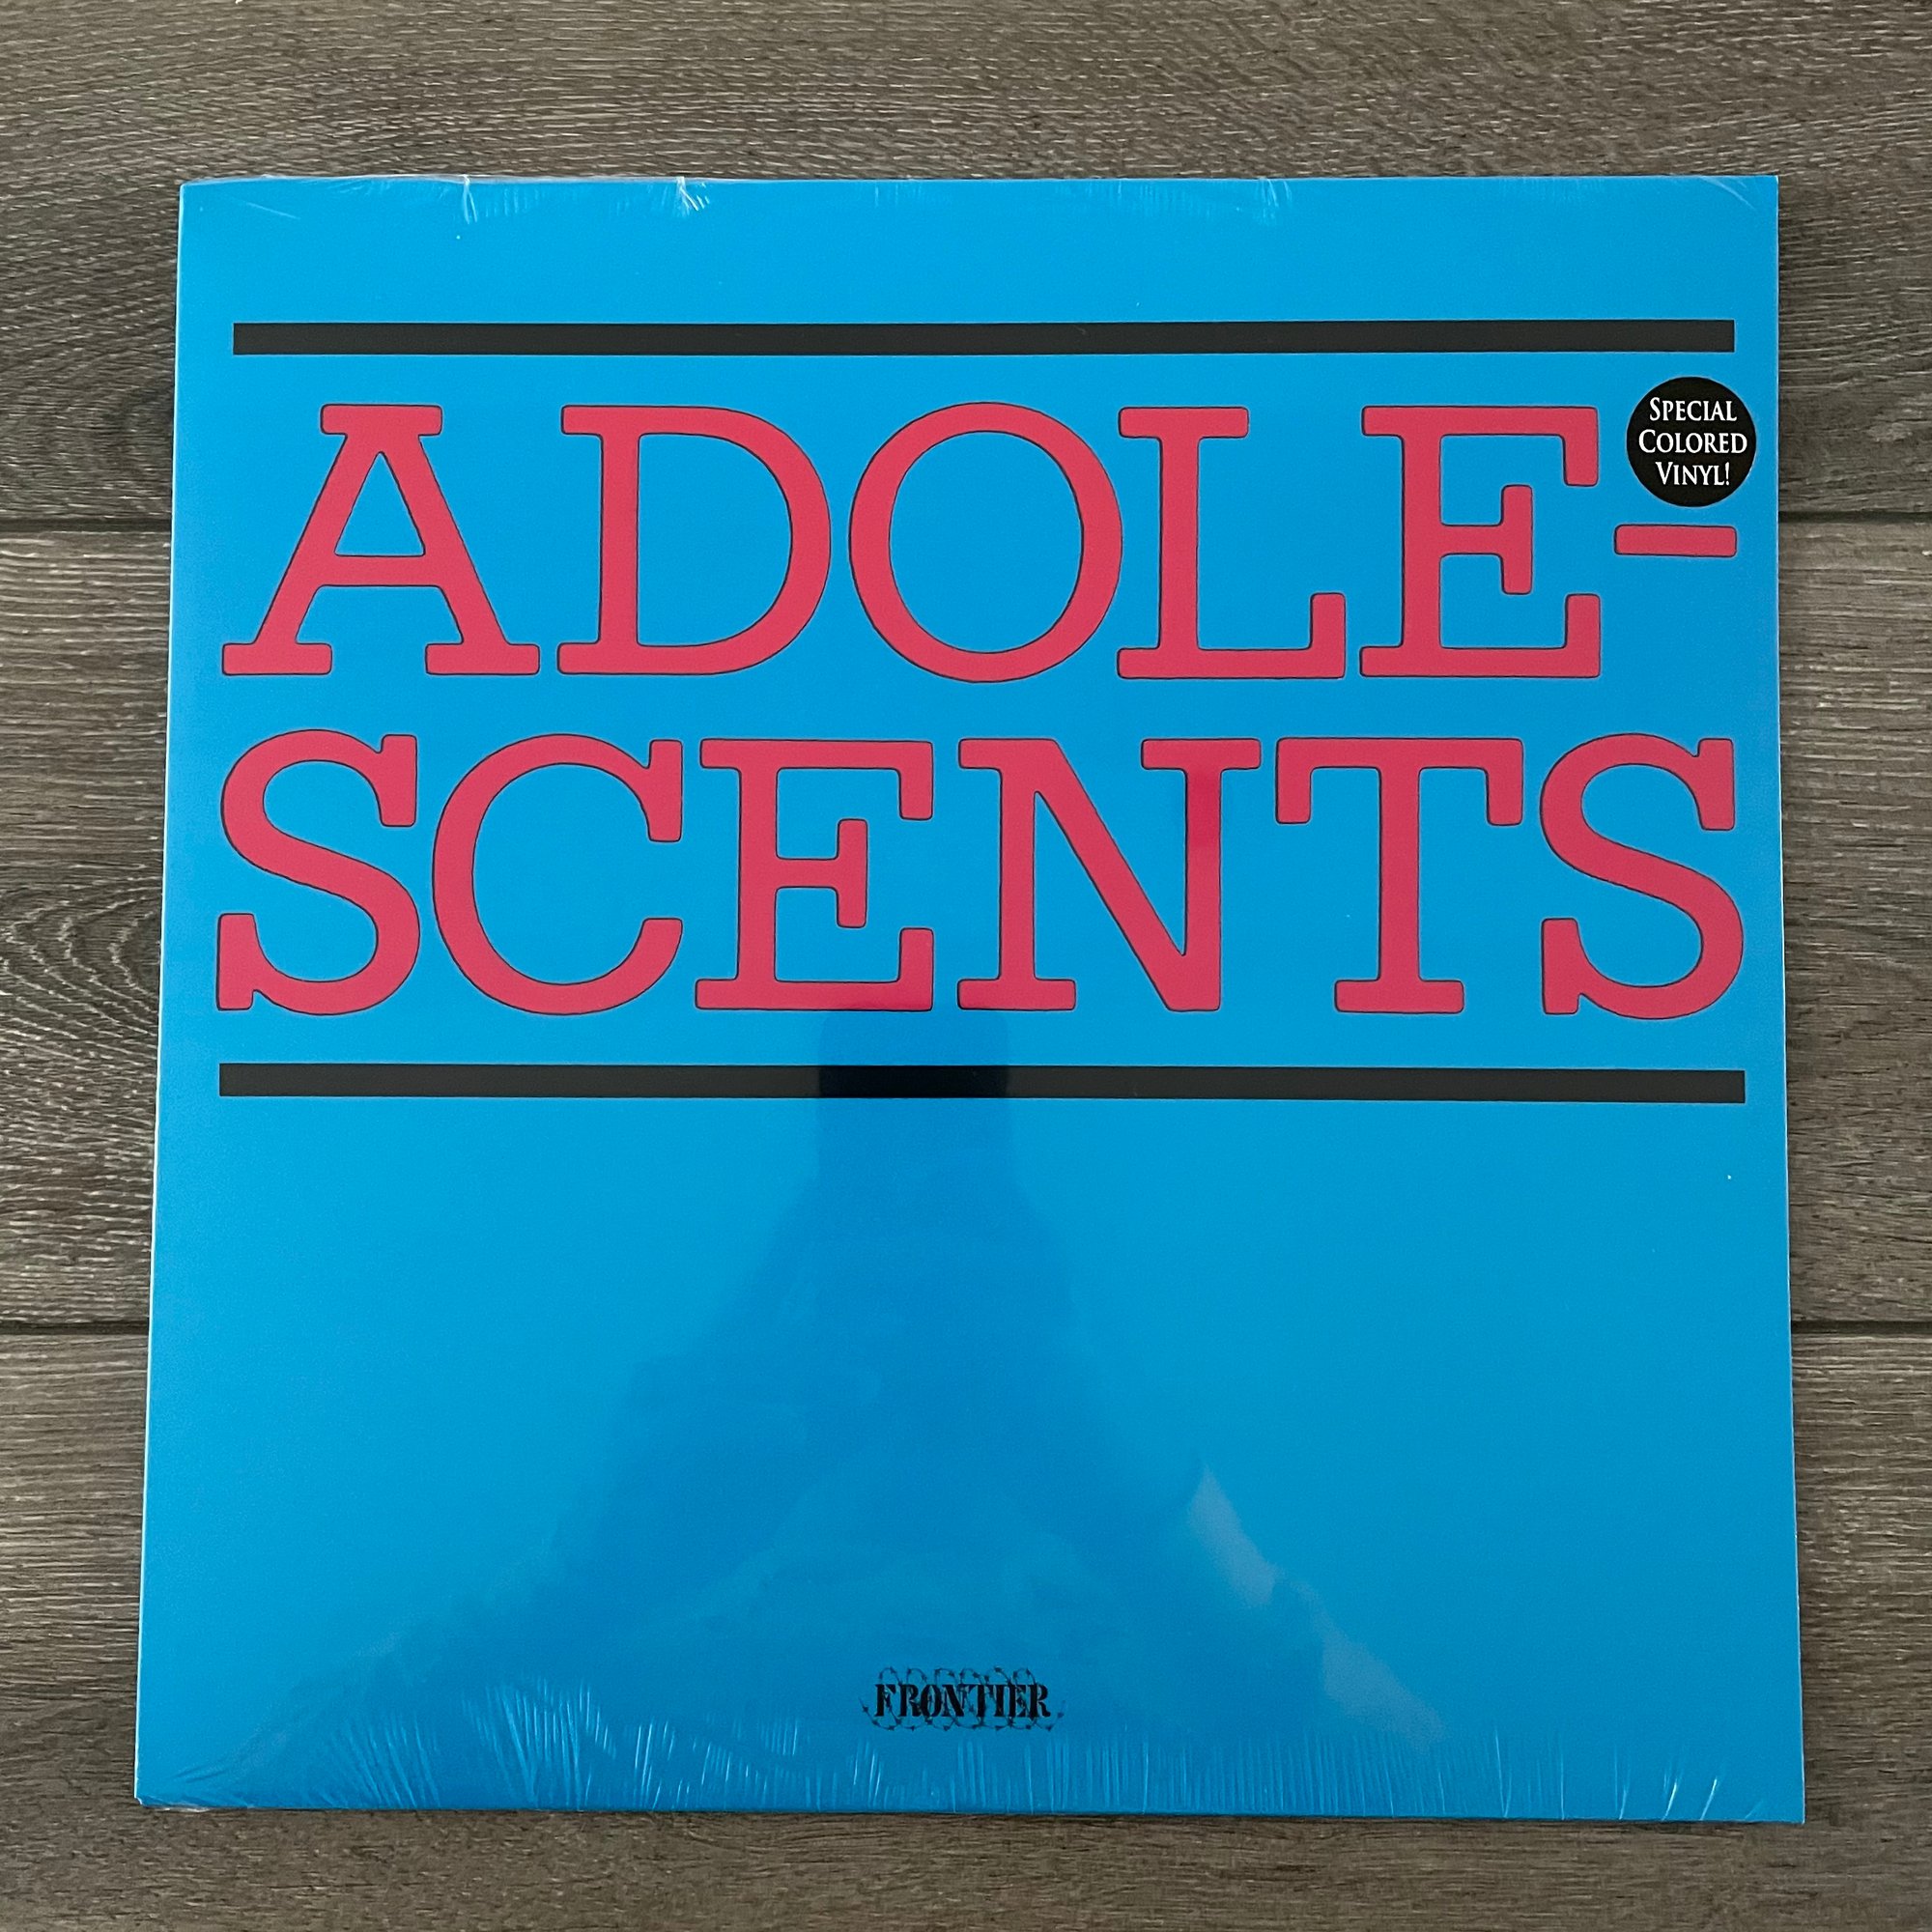 ADOLE-
SCENTS
SPECIAL
COLORED
VINYL!
FRONTIER